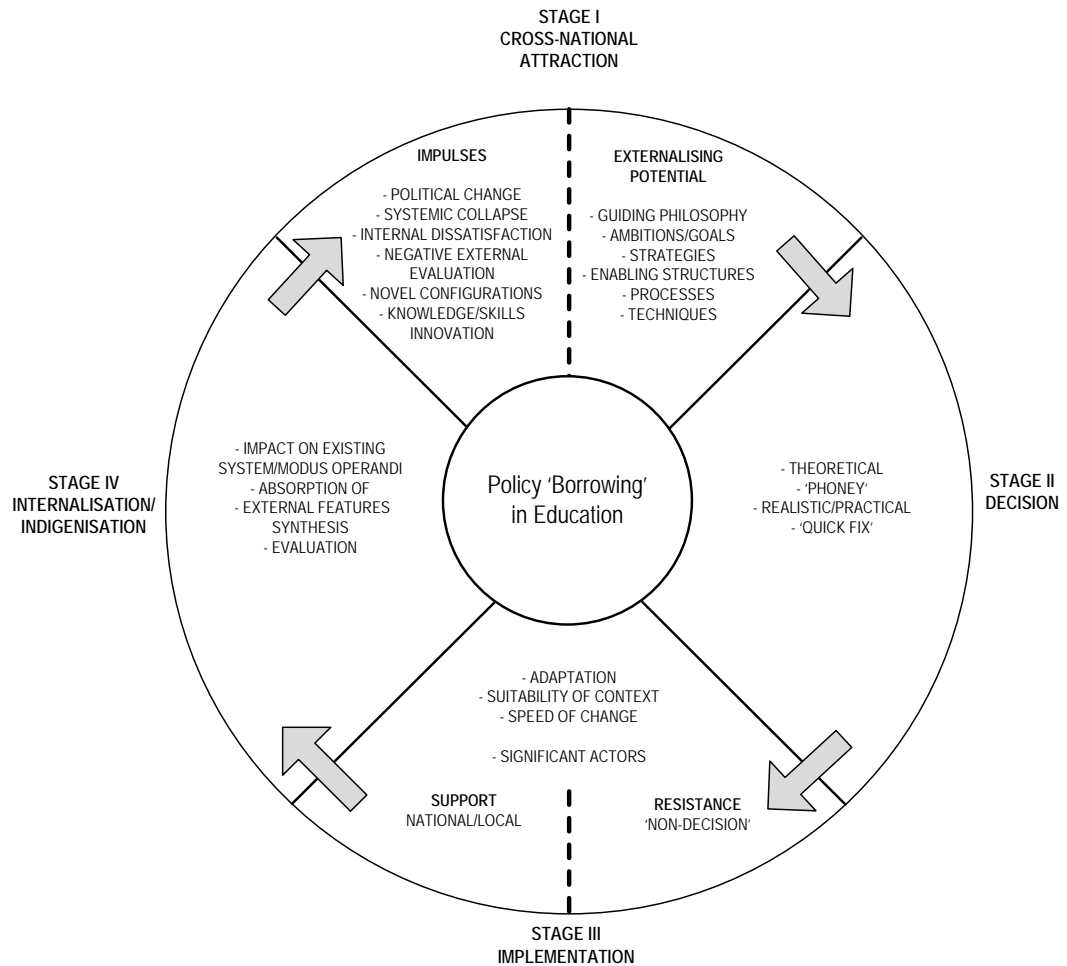 STAGE I
CROSS-NATIONAL
ATTRACTION
IMPULSES
- POLITICAL CHANGE
- SYSTEMIC COLLAPSE
- INTERNAL DISSATISFACTION
- NEGATIVE EXTERNAL
EVALUATION
- NOVEL CONFIGURATIONS
- KNOWLEDGE/SKILLS
INNOVATION
EXTERNALISING
POTENTIAL
- GUIDING PHILOSOPHY
- AMBITIONS/GOALS
- STRATEGIES
- ENABLING STRUCTURES
- PROCESSES
- TECHNIQUES
STAGE II
DECISION
- THEORETICAL
- ‘PHONEY’
- REALISTIC/PRACTICAL
- ‘QUICK FIX’
Policy ‘Borrowing’
in Education
- ADAPTATION
- SUITABILITY OF CONTEXT
- SPEED OF CHANGE
- SIGNIFICANT ACTORS
SUPPORT
NATIONAL/LOCAL
RESISTANCE
‘NON-DECISION’
STAGE III
IMPLEMENTATION
STAGE IV
INTERNALISATION/
INDIGENISATION
- IMPACT ON EXISTING
SYSTEM/MODUS OPERANDI
- ABSORPTION OF
- EXTERNAL FEATURES
SYNTHESIS
- EVALUATION